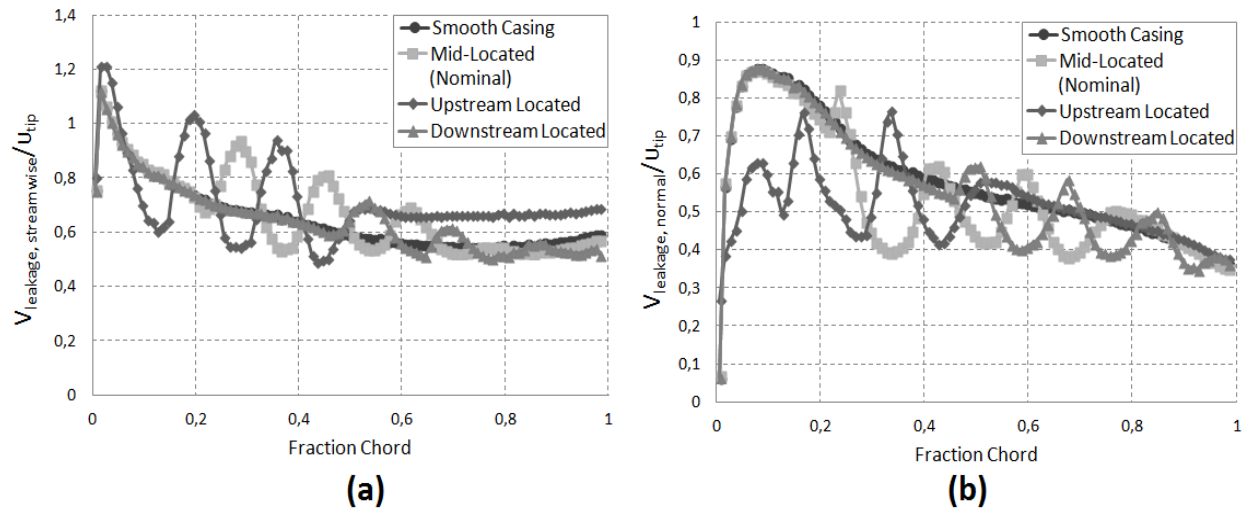 1,4
1,2
1
0,8
0,6
0,4
0,2
0
V leakage, streamwise/U tip
0
0,2
0,4
0,6
0,8
1
Fraction Chord
Smooth Casing
Mid-Located
(Nominal)
Upstream Located
Downstream Located
(a)
1
0,9
0,8
0,7
0,6
0,5
0,4
0,3
0,2
0,1
0
V leakage, normal/U tip
0
0,2
0,4
0,6
0,8
1
Fraction Chord
Smooth Casing
Mid-Located
(Nominal)
Upstream Located
Downstream Located
(b)